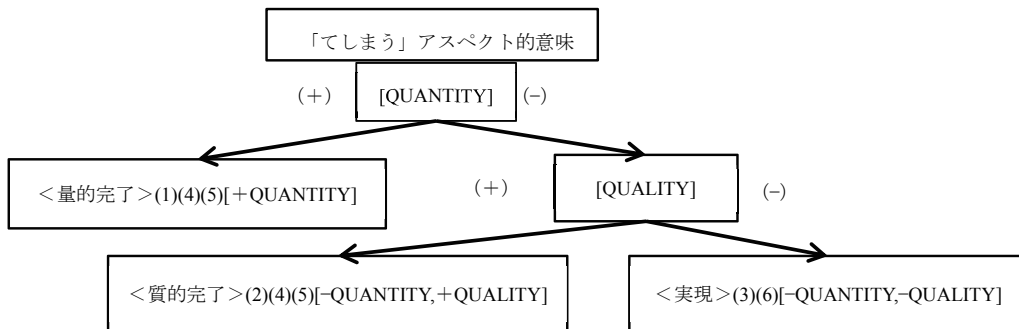 「てしまう」アスペクト的意味
(+) [QUANTITY] (−)
＜量的完了＞(1)(4)(5)[＋QUANTITY]
(+) [QUALITY] (−)
＜質的完了＞(2)(4)(5)[−QUANTITY,＋QUALITY]
＜実現＞(3)(6)[−QUANTITY,−QUALITY]